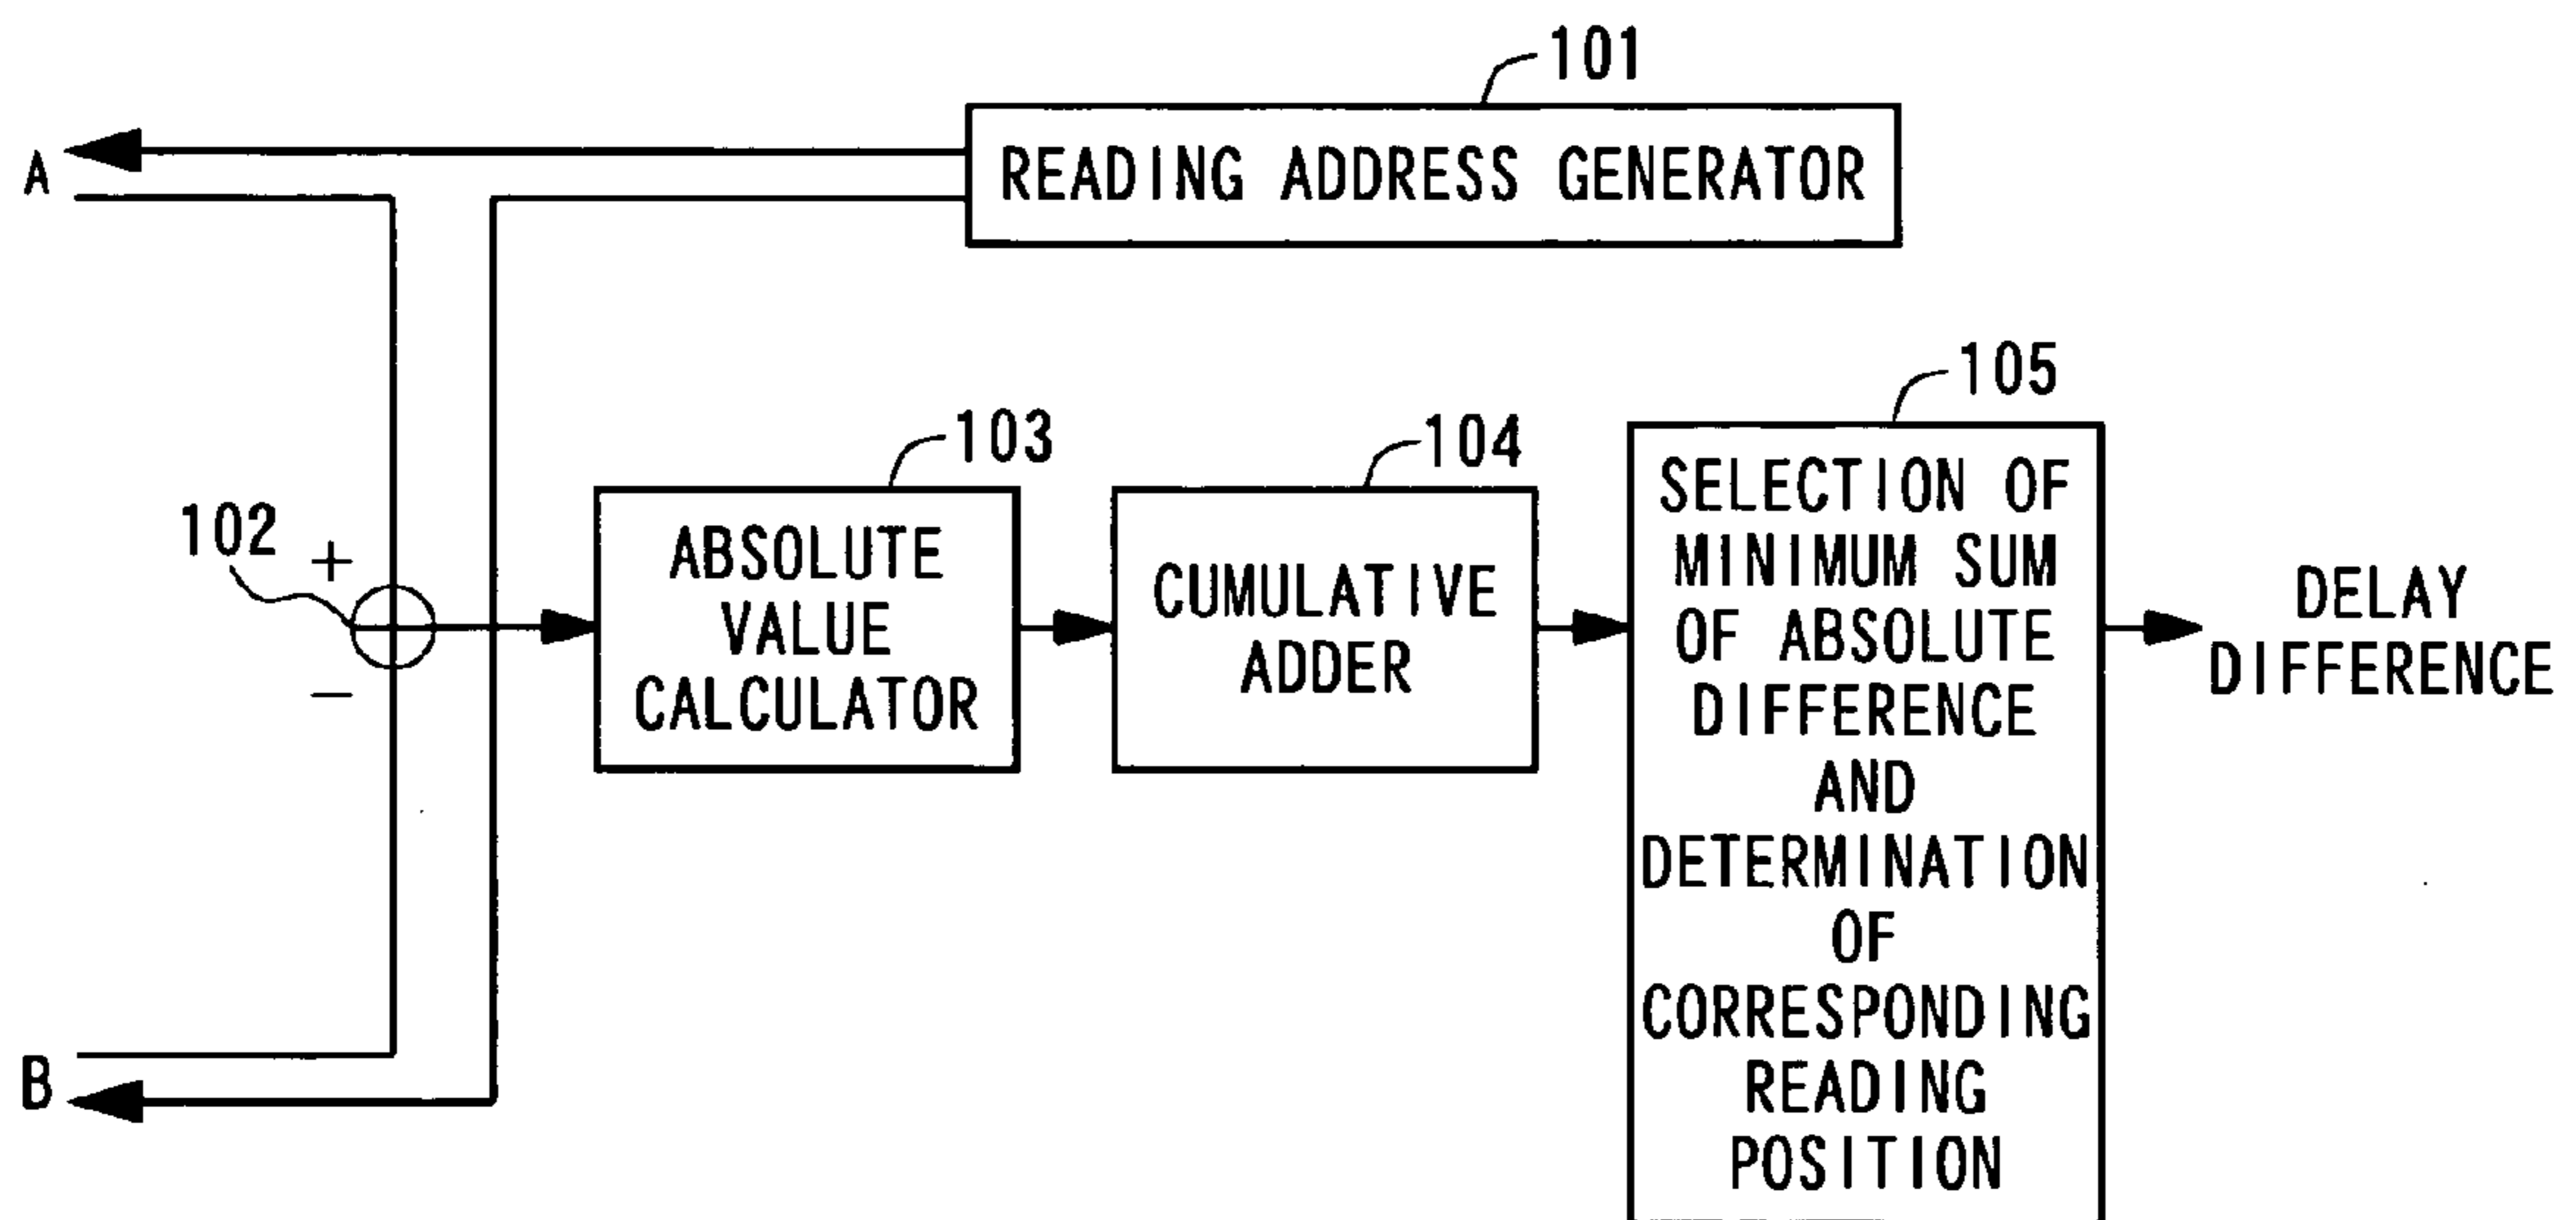 101
A
READING ADDRESS GENERATOR
102
+
−
103
ABSOLUTE
VALUE
CALCULATOR
104
CUMULATIVE
ADDER
105
SELECTION OF
MINIMUM SUM
OF ABSOLUTE
DIFFERENCE
AND
DETERMINATION
OF
CORRESPONDING
READING
POSITION
DELAY
DIFFERENCE
B